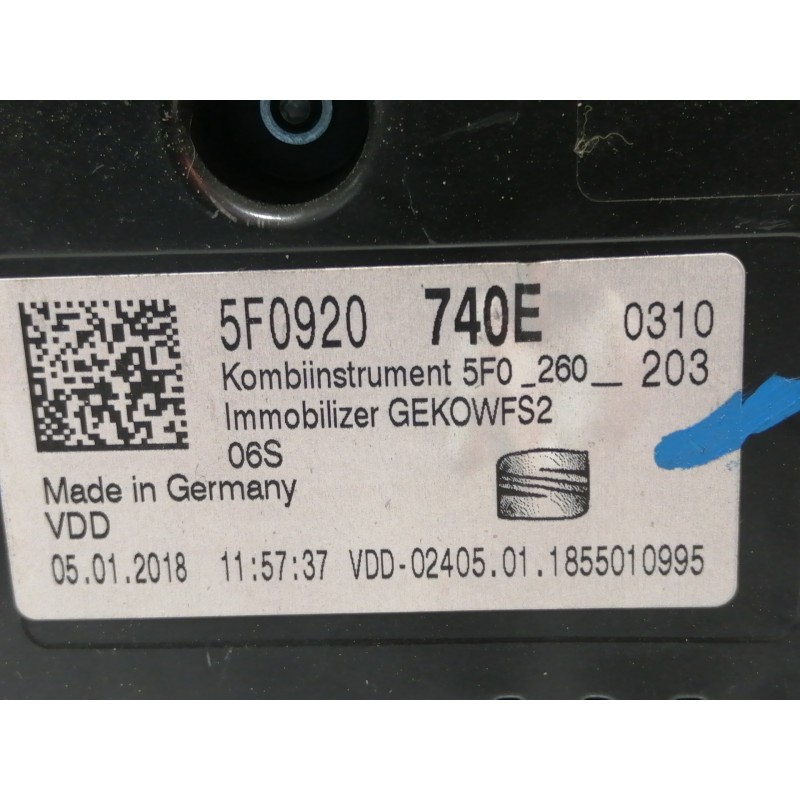 5F0920 740E 0310
Kombiinstrument 5F0_260__ 203
Immobilizer GEKOWFS2
06S
Made in Germany
VDD
05.01.2018 11:57:37 VDD-02405.01.1855010995